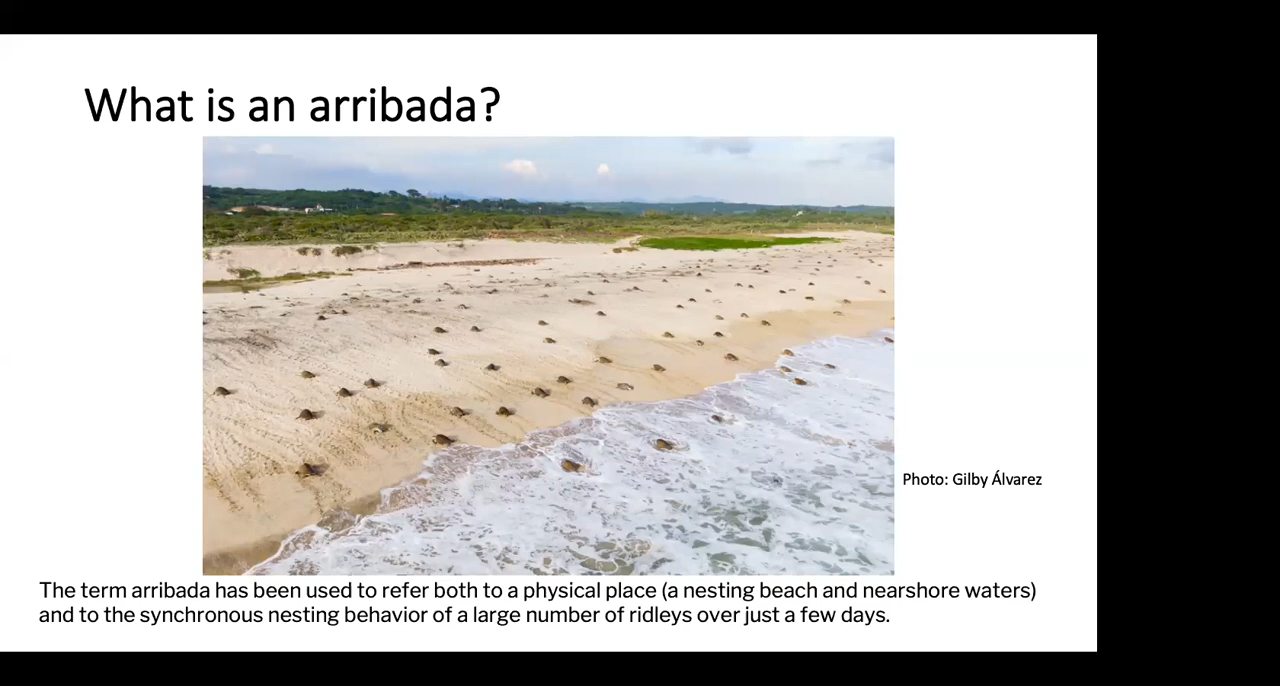 What is an arribada?
Photo: Gilby Álvarez
The term arribada has been used to refer both to a physical place (a nesting beach and nearshore waters)
and to the synchronous nesting behavior of a large number of ridleys over just a few days.